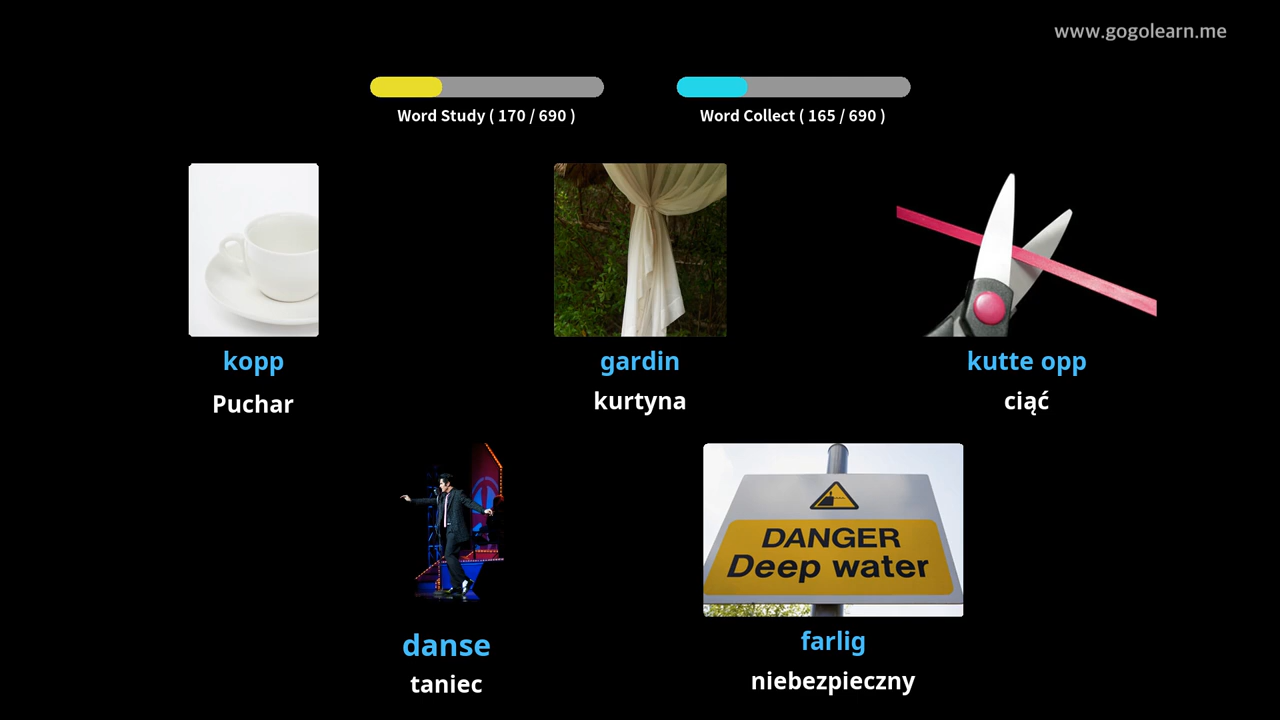 www.gogolearn.me
Word Study ( 170 / 690 )
Word Collect ( 165 / 690 )
kopp
Puchar
gardin
kurtyna
kutte opp
ciąć
danse
taniec
DANGER
Deep water
farlig
niebezpieczny